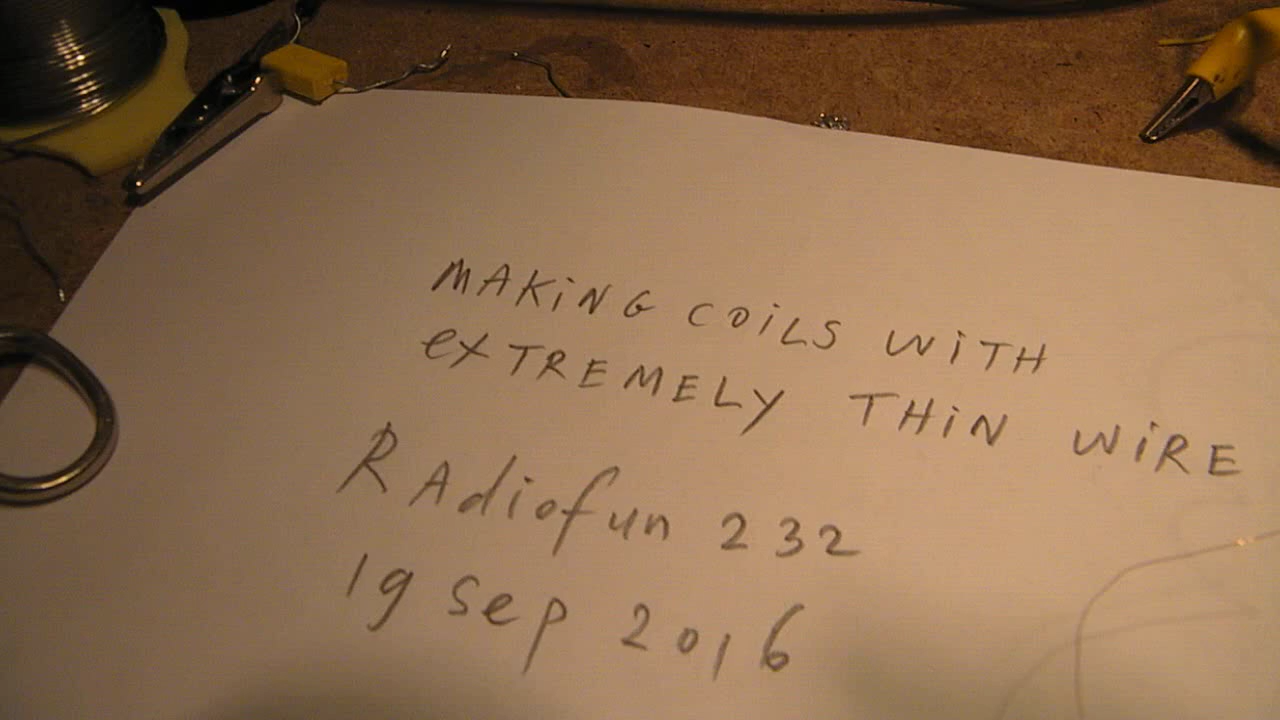 MAKiNG COiLS WiTH
eXTREMELY THiN WiRE
RAdiofun 232
19 sep 2016